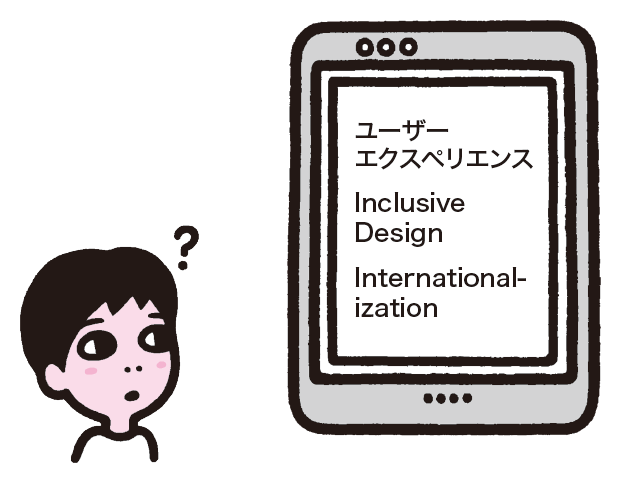 ?
ユーザー
エクスペリエンス
Inclusive
Design
International-
ization